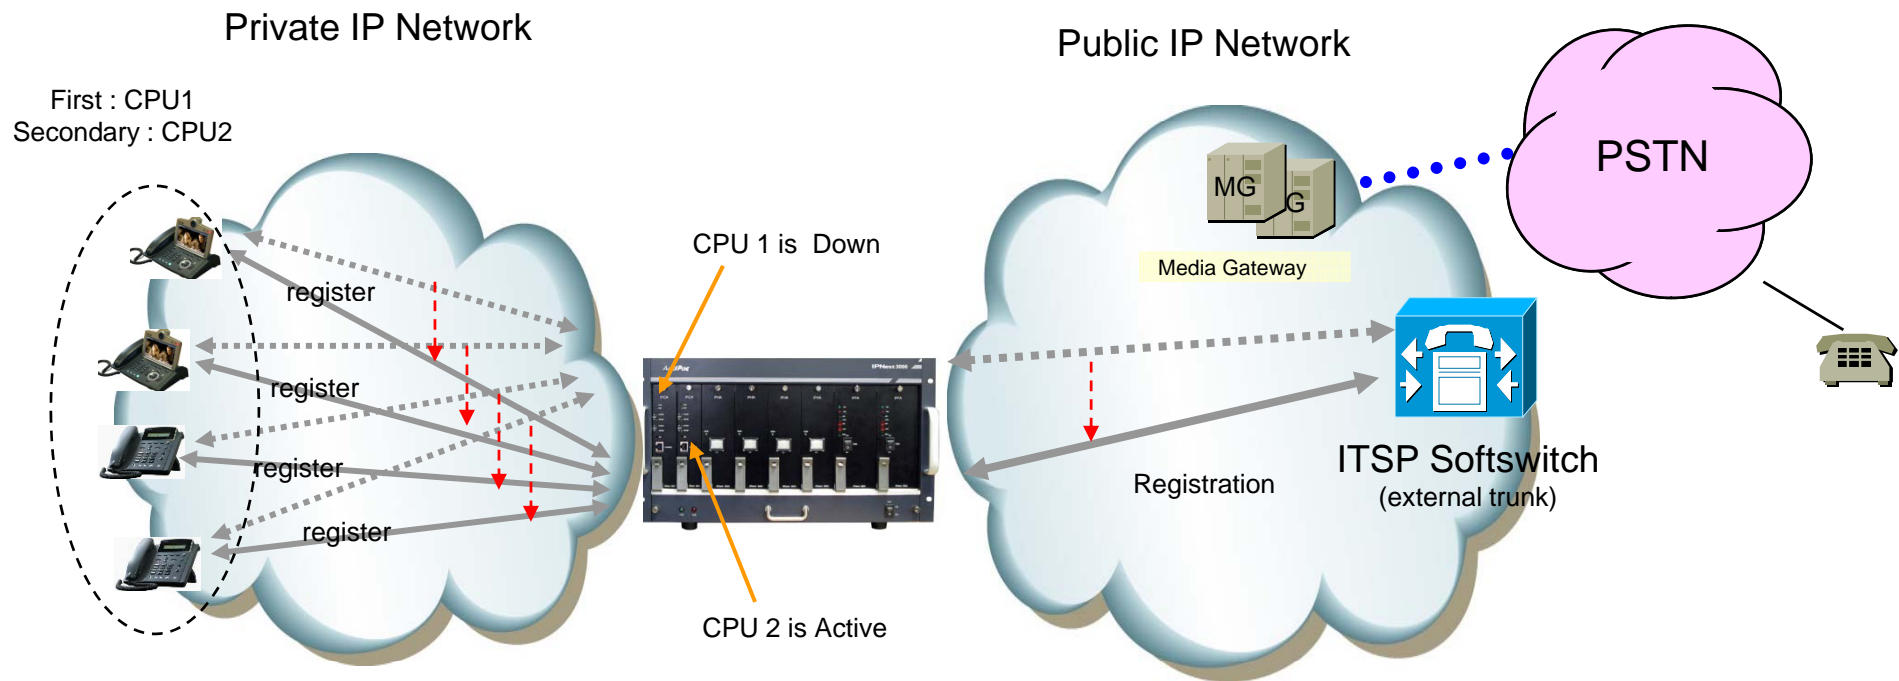 Private IP Network
Public IP Network
First : CPU1
Secondary : CPU2
PSTN
MG
G
Media Gateway
CPU 1 is Down
register
register
register
register
IPNext3000
ITSP Softswitch
(external trunk)
Registration
CPU 2 is Active